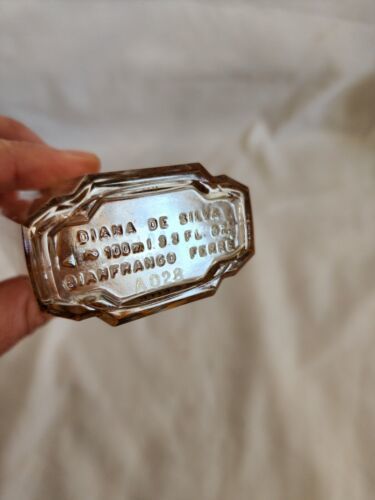 DIANA DE SILVA
100ml 3.3 FL. Oz.
GIANFRANCO FERRE
A028